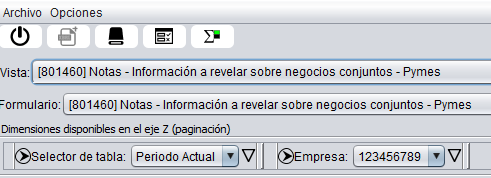 Archivo Opciones
Vista: [801460] Notas - Información a revelar sobre negocios conjuntos - Pymes
Formulario: [801460] Notas - Información a revelar sobre negocios conjuntos - Pymes
Dimensiones disponibles en el eje Z (paginación)
Selector de tabla: Periodo Actual Empresa: 123456789